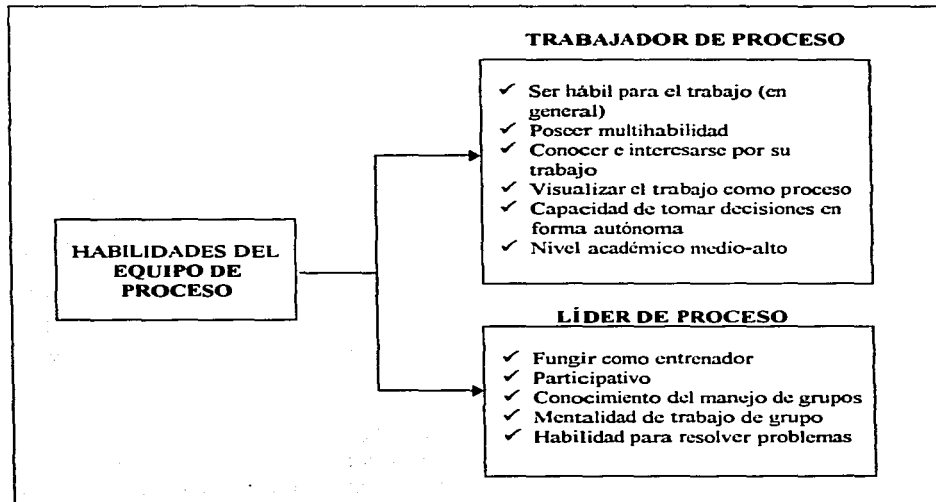 TRABAJADOR DE PROCESO
✓ Ser hábil para el trabajo (en
general)
✓ Poseer multihabilidad
✓ Conocer e interesarse por su
trabajo
✓ Visualizar el trabajo como proceso
✓ Capacidad de tomar decisiones en
forma autónoma
✓ Nivel académico medio-alto
HABILIDADES DEL
EQUIPO DE
PROCESO
LÍDER DE PROCESO
✓ Fungir como entrenador
✓ Participativo
✓ Conocimiento del manejo de grupos
✓ Mentalidad de trabajo de grupo
✓ Habilidad para resolver problemas